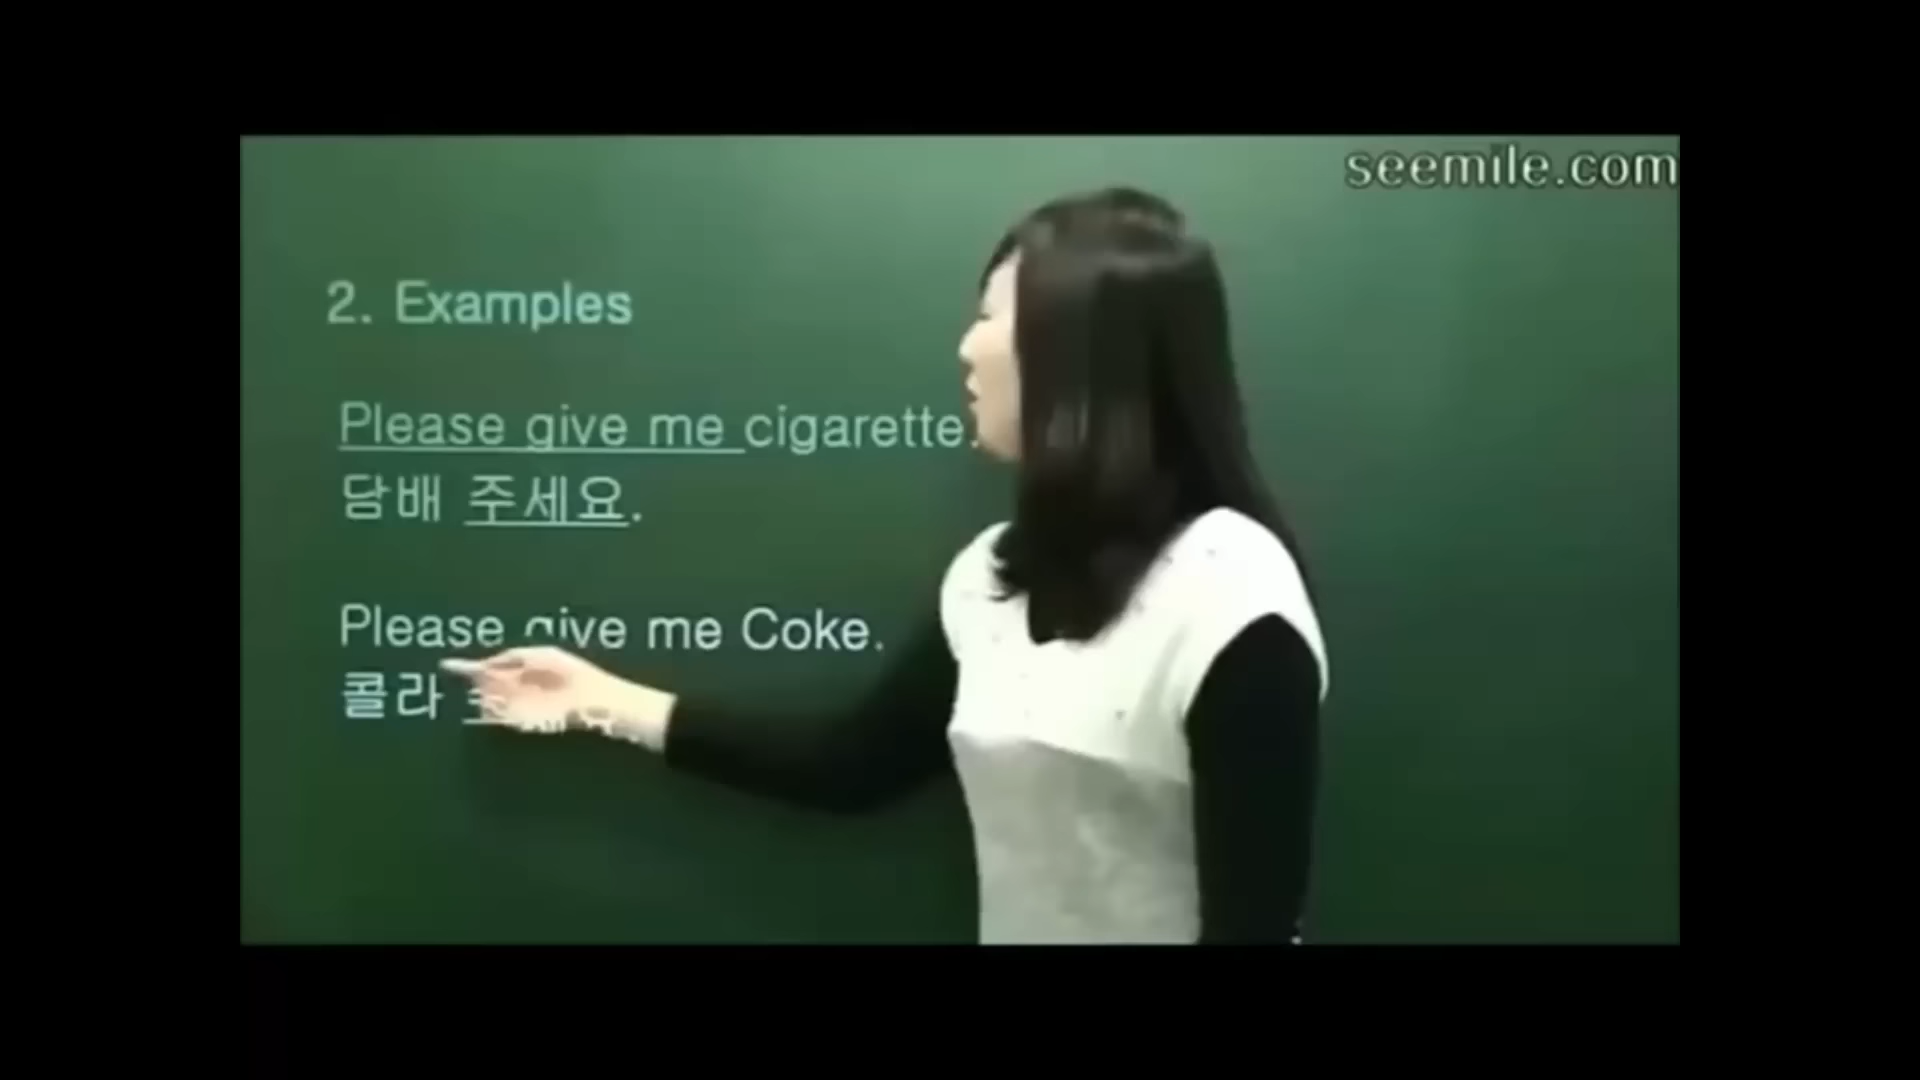 seemile.com
2. Examples
Please give me cigarette.
담배 주세요.
Please give me Coke.
콜라